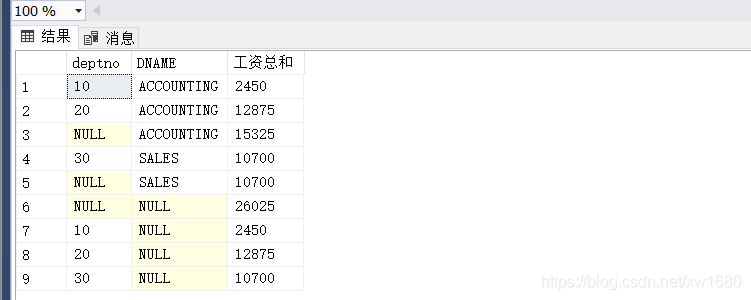 100 %
结果 消息
deptno DNAME 工资总和
1 10 ACCOUNTING 2450
2 20 ACCOUNTING 12875
3 NULL ACCOUNTING 15325
4 30 SALES 10700
5 NULL SALES 10700
6 NULL NULL 26025
7 10 NULL 2450
8 20 NULL 12875
9 30 NULL 10700
https://blog.csdn.net/xw1680